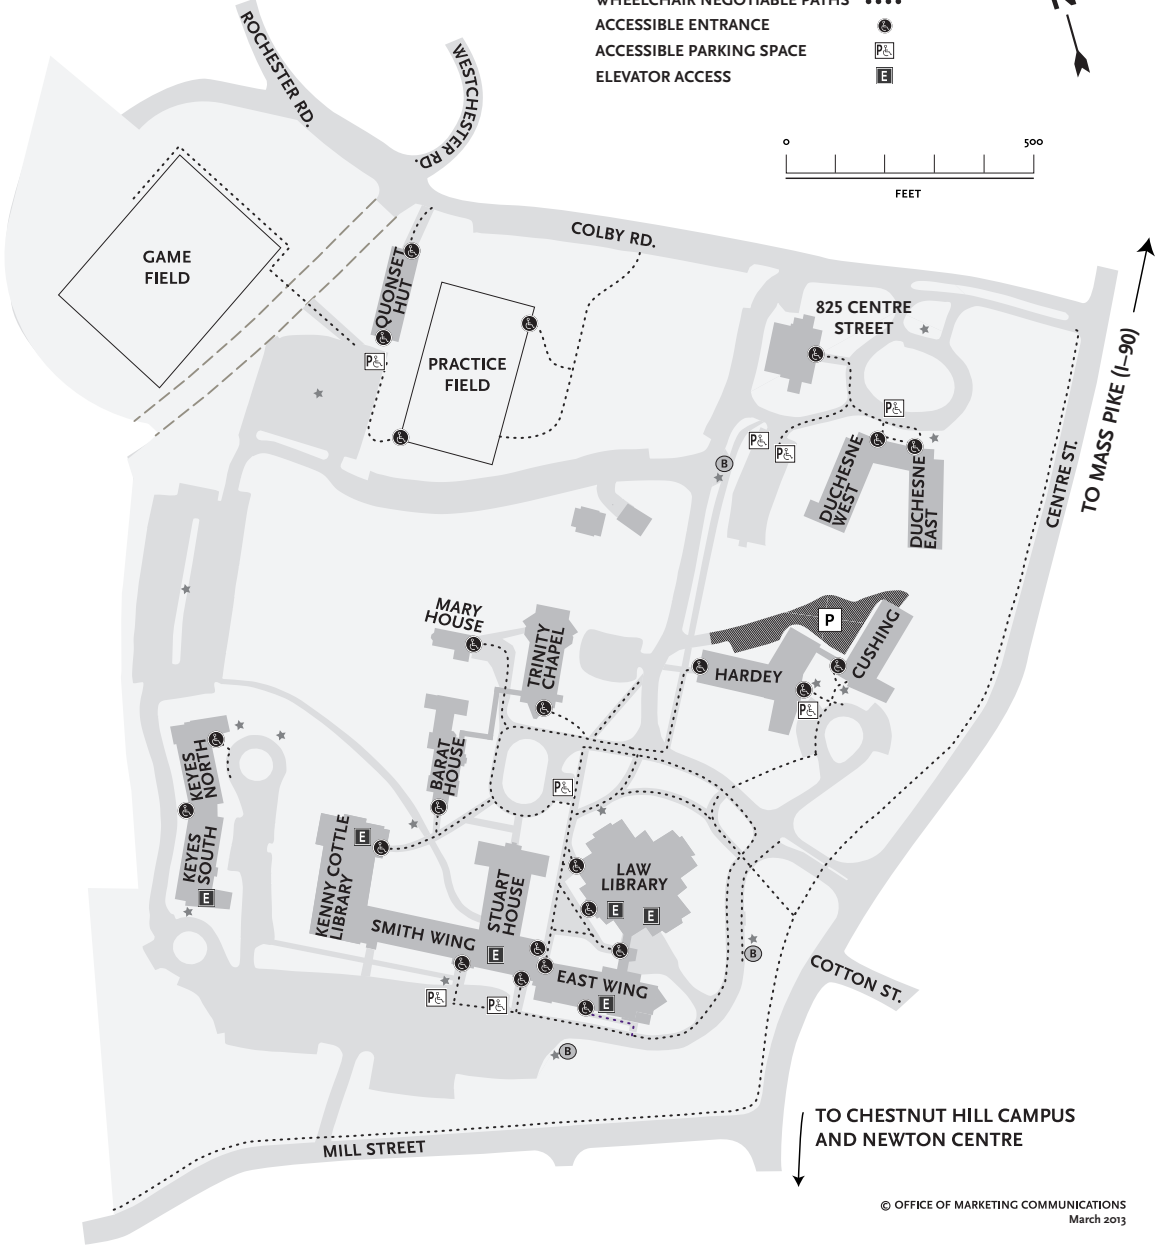 WHEELCHAIR NEGOTIABLE PATHS
ACCESSIBLE ENTRANCE
ACCESSIBLE PARKING SPACE
P
ELEVATOR ACCESS
E
N
0
500
FEET
ROCHESTER RD.
WESTCHESTER RD.
COLBY RD.
GAME
FIELD
QUONSET
HUT
P
PRACTICE
FIELD
825 CENTRE
STREET
TO MASS PIKE (I–90)
CENTRE ST.
P
P
P
B
DUCHESNE
WEST
DUCHESNE
EAST
MARY
HOUSE
TRINITY
CHAPEL
P
HARDEY
CUSHING
P
BARAT
HOUSE
KEYES
NORTH
KEYES
SOUTH
E
P
E
KENNY COTTLE
LIBRARY
STUART
HOUSE
LAW
LIBRARY
E
E
SMITH WING
E
EAST WING
E
P
P
B
B
COTTON ST.
MILL STREET
TO CHESTNUT HILL CAMPUS
AND NEWTON CENTRE
© OFFICE OF MARKETING COMMUNICATIONS
March 2013